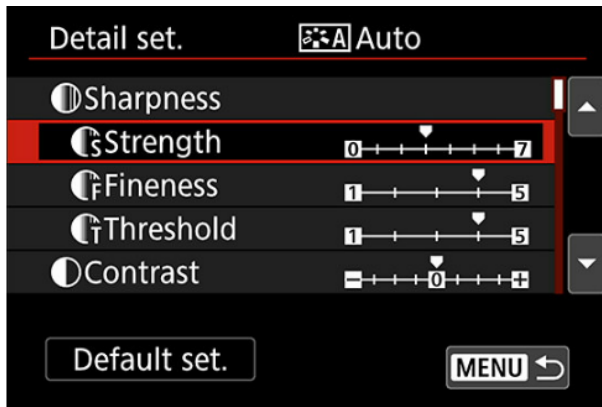 Detail set. A Auto
Sharpness
S Strength 0 7
F Fineness 1 5
T Threshold 1 5
Contrast − 0 +
Default set. MENU